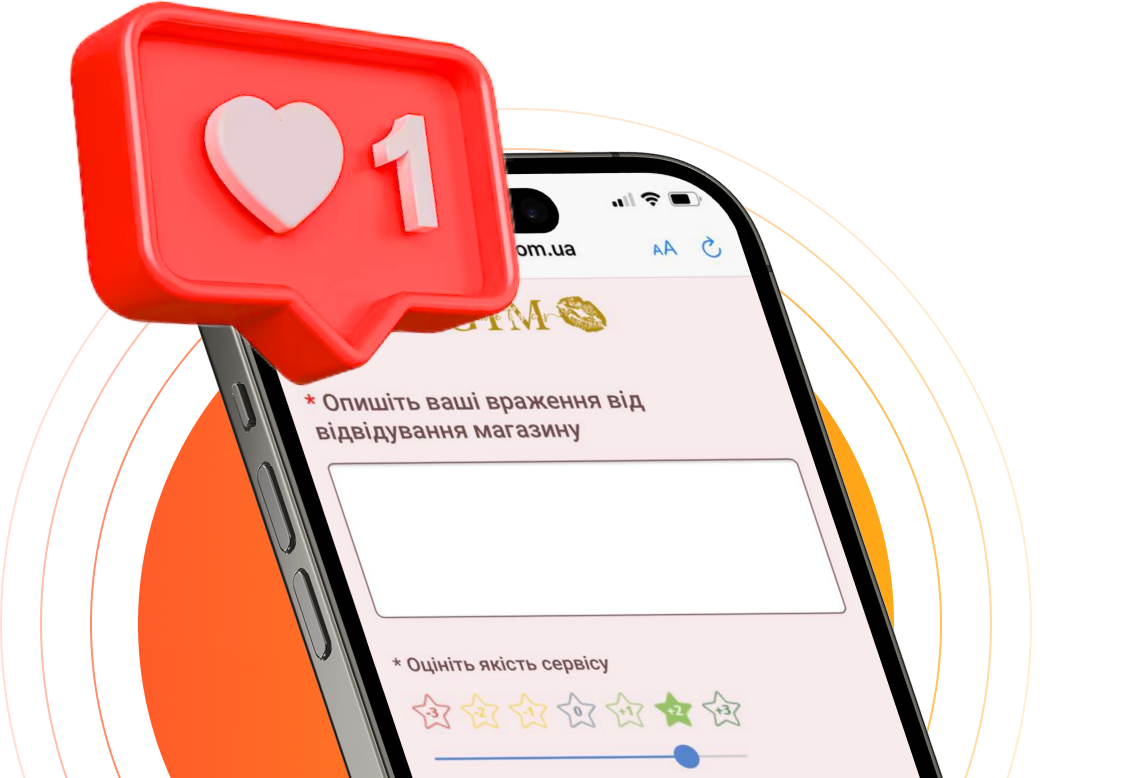 1
om.ua
AA
GTM
* Опишіть ваші враження від
відвідування магазину
* Оцініть якість сервісу
-3 -2 -1 0 +1 +2 +3